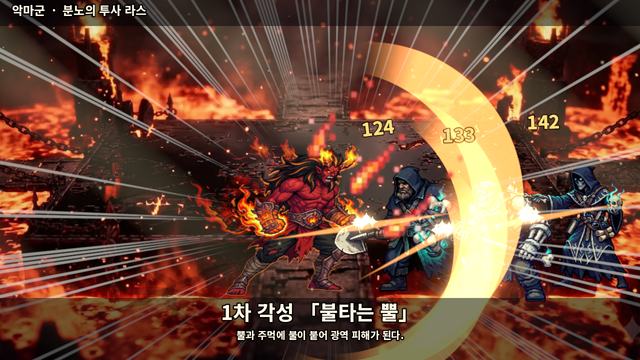 악마군 · 분노의 투사 라스
124
133
142
1차 각성 「불타는 뿔」
뿔과 주먹에 불이 붙어 광역 피해가 된다.